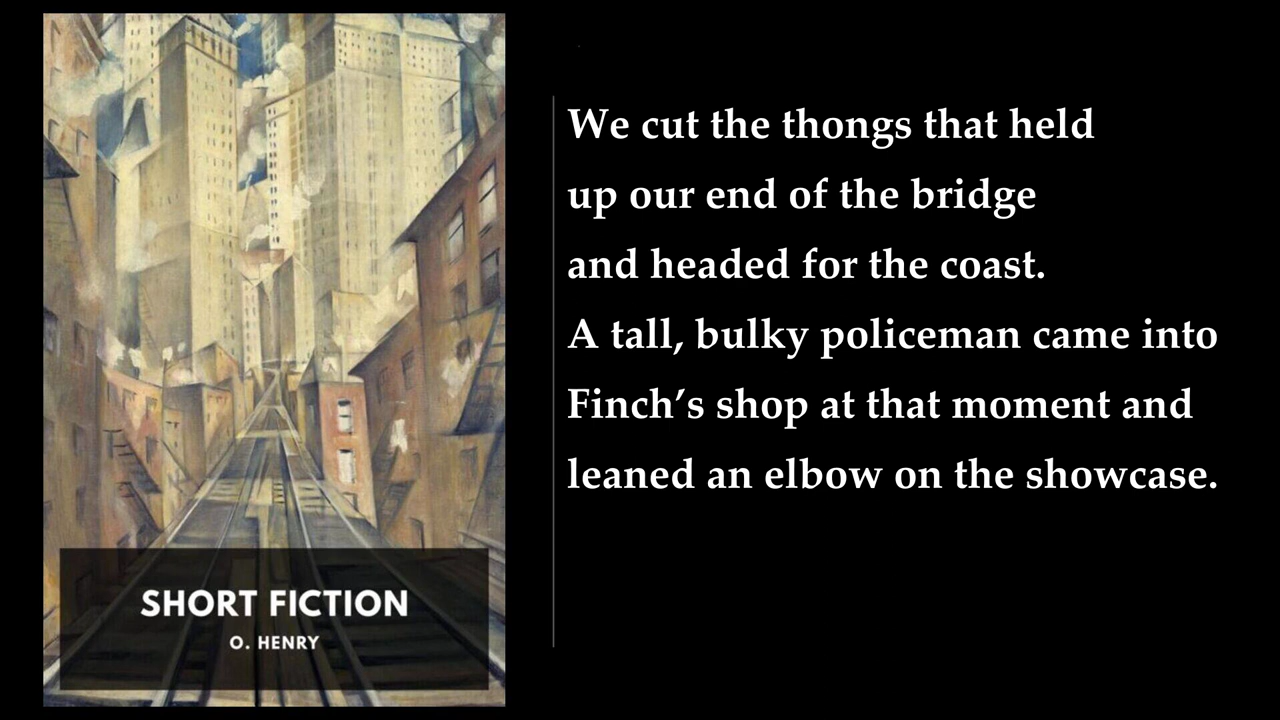 We cut the thongs that held
up our end of the bridge
and headed for the coast.
A tall, bulky policeman came into
Finch’s shop at that moment and
leaned an elbow on the showcase.
SHORT FICTION
O. HENRY